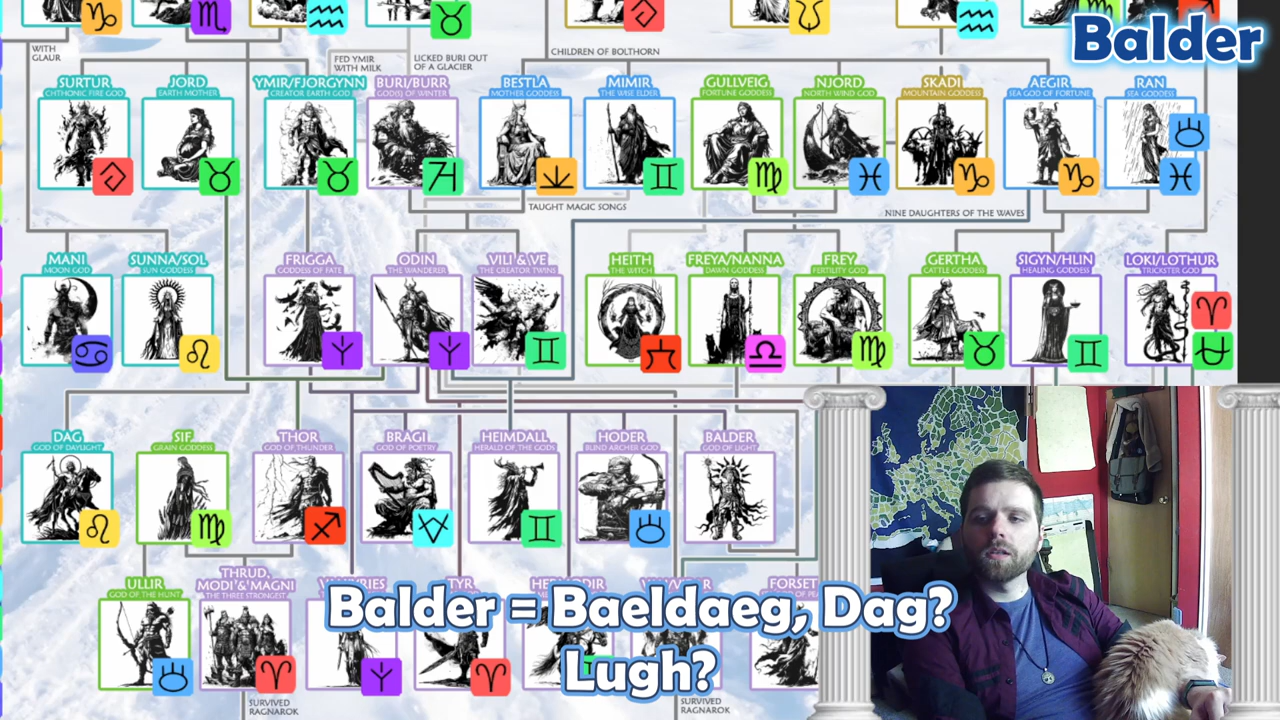 Balder
WITH
GLAUR
FED YMIR
WITH MILK
LICKED BURI OUT
OF A GLACIER
CHILDREN OF BOLTHORN
SURTUR
CHTHONIC FIRE GOD
JORD
EARTH MOTHER
YMIR/FJORGYNN
CREATOR EARTH GOD
BURI/BURR
GOD(S) OF WINTER
BESTLA
MOTHER GODDESS
MIMIR
THE WISE ELDER
GULLVEIG
FORTUNE GODDESS
NJORD
NORTH WIND GOD
SKADI
MOUNTAIN GODDESS
AEGIR
SEA GOD OF FORTUNE
RAN
SEA GODDESS
TAUGHT MAGIC SONGS
NINE DAUGHTERS OF THE WAVES
MANI
MOON GOD
SUNNA/SOL
SUN GODDESS
FRIGGA
GODDESS OF FATE
ODIN
THE WANDERER
VILI & VE
THE CREATOR TWINS
HEITH
THE WITCH
FREYA/NANNA
DAWN GODDESS
FREY
FERTILITY GOD
GERTHA
CATTLE GODDESS
SIGYN/HLIN
HEALING GODDESS
LOKI/LOTHUR
TRICKSTER GOD
DAG
GOD OF DAYLIGHT
SIF
GRAIN GODDESS
THOR
GOD OF THUNDER
BRAGI
GOD OF POETRY
HEIMDALL
HERALD OF THE GODS
HODER
BLIND ARCHER GOD
BALDER
GOD OF LIGHT
ULLIR
GOD OF THE HUNT
THRUD,
MODI & MAGNI
THE THREE STRONGEST
TYR
Balder = Baeldaeg, Dag?
Lugh?
SURVIVED
RAGNAROK
SURVIVED
RAGNAROK